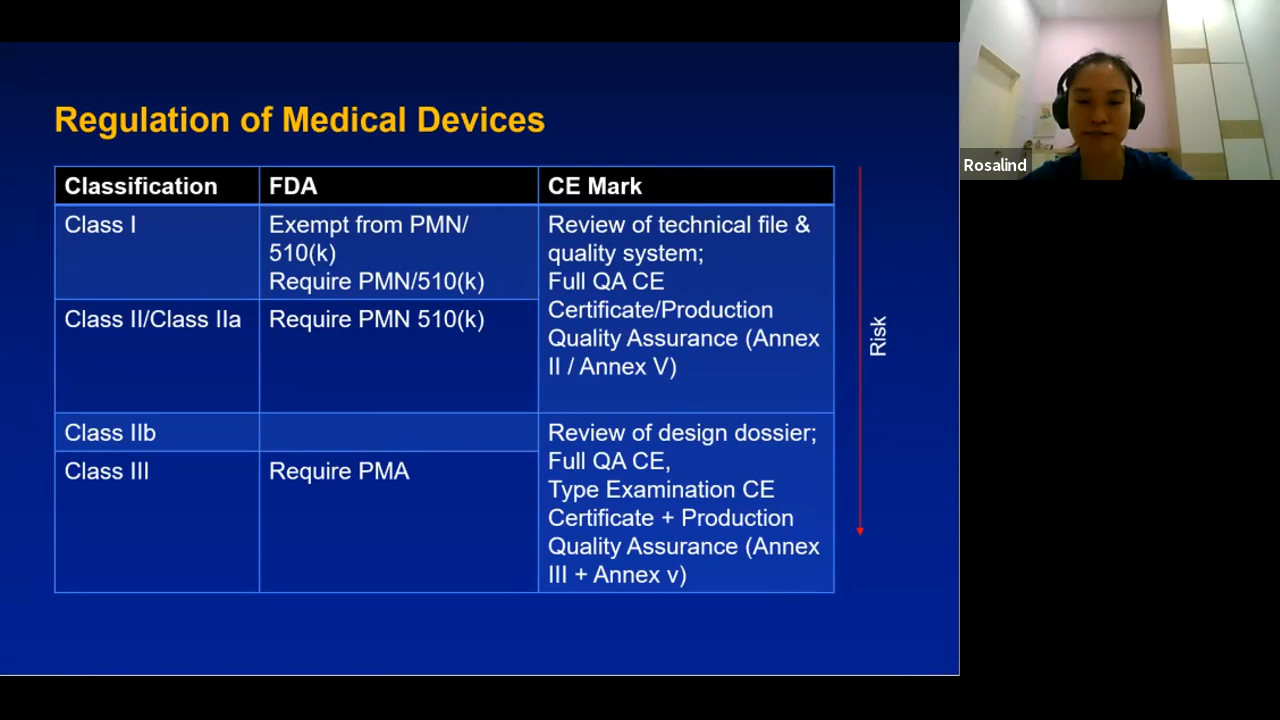 Regulation of Medical Devices
Classification
FDA
CE Mark
Class I
Exempt from PMN/
510(k)
Require PMN/510(k)
Review of technical file &
quality system;
Full QA CE
Certificate/Production
Quality Assurance (Annex
II / Annex V)
Class II/Class IIa
Require PMN 510(k)
Class IIb
Review of design dossier;
Full QA CE,
Type Examination CE
Certificate + Production
Quality Assurance (Annex
III + Annex v)
Class III
Require PMA
Risk
Rosalind